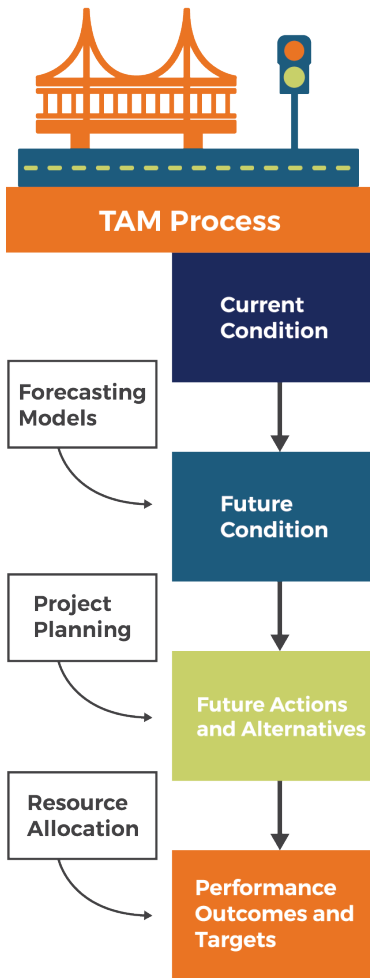 TAM Process
Current
Condition
Forecasting
Models
Future
Condition
Project
Planning
Future Actions
and Alternatives
Resource
Allocation
Performance
Outcomes and
Targets